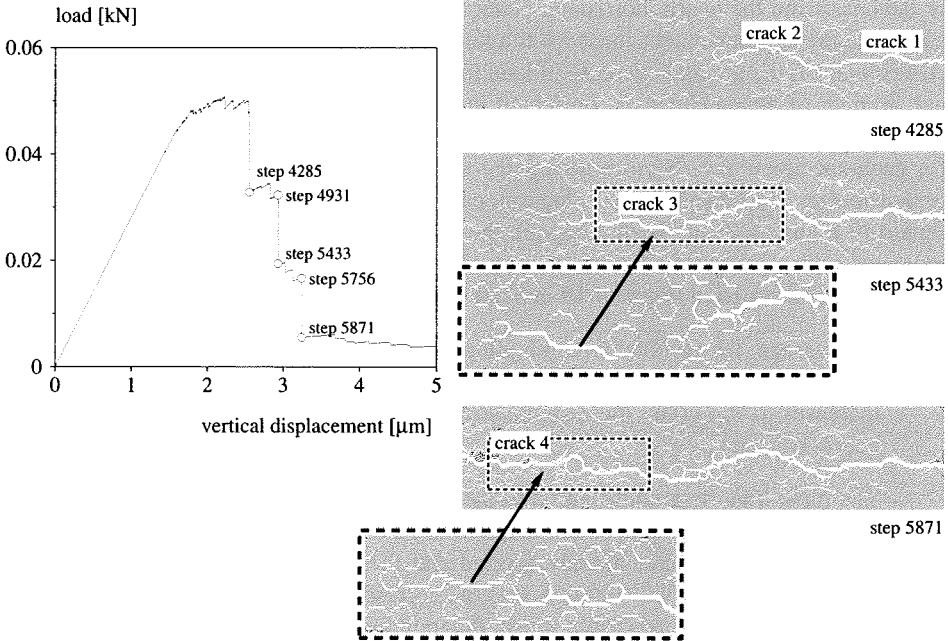 load [kN]
0.06
0.04
0.02
0
0 1 2 3 4 5
vertical displacement [μm]
step 4285
step 4931
step 5433
step 5756
step 5871
crack 2
crack 1
step 4285
crack 3
step 5433
crack 4
step 5871